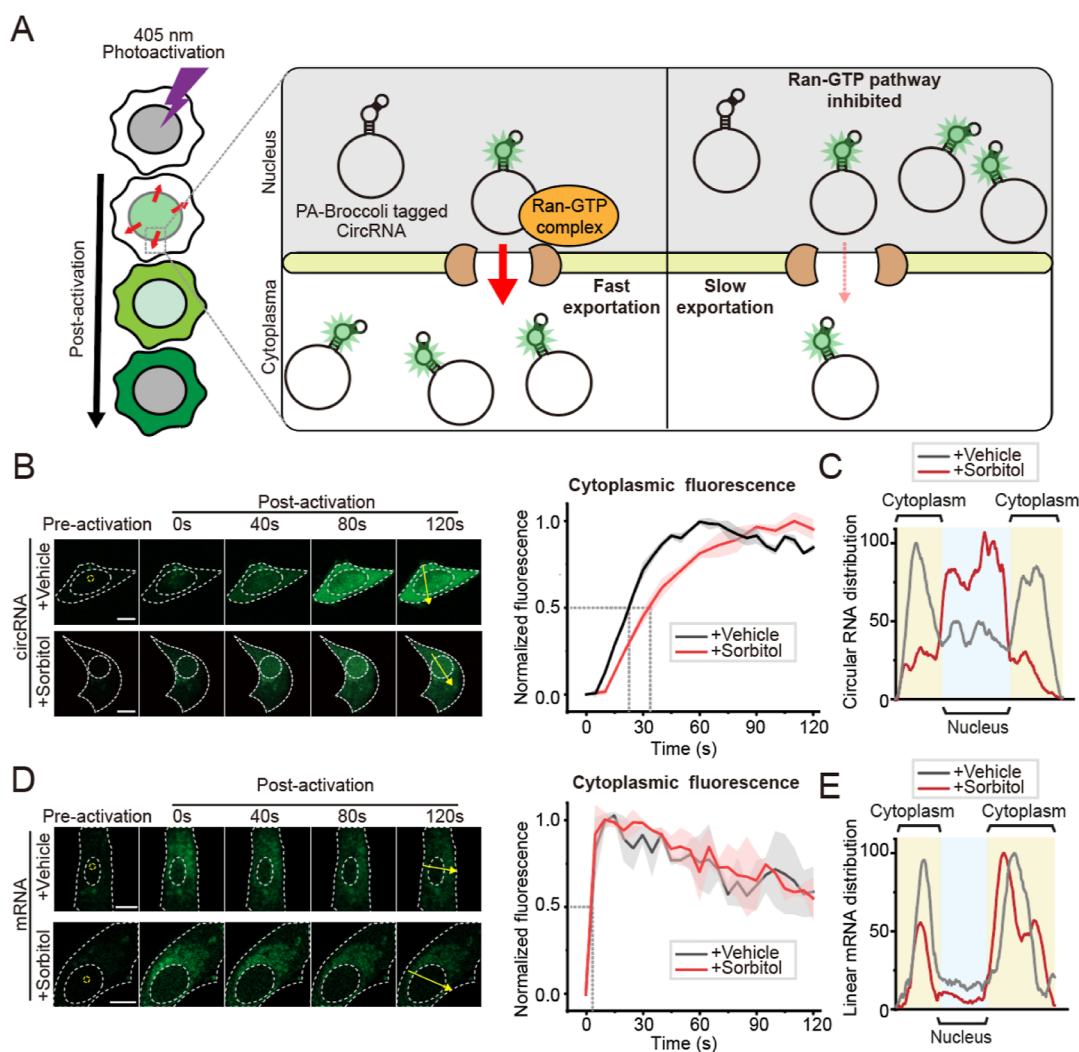 A
405 nm
Photoactivation
Post-activation
Nucleus
Cytoplasma
PA-Broccoli tagged
CircRNA
Ran-GTP
complex
Fast
exportation
Ran-GTP pathway
inhibited
Slow
exportation
B
Post-activation
Pre-activation 0s 40s 80s 120s
circRNA
+Vehicle
+Sorbitol
Cytoplasmic fluorescence
Normalized fluorescence
1.0
0.5
0.0
+Vehicle
+Sorbitol
0 30 60 90 120
Time (s)
C
+Vehicle
+Sorbitol
Cytoplasm Cytoplasm
Circular RNA distribution
100
75
50
25
0
Nucleus
D
Post-activation
Pre-activation 0s 40s 80s 120s
mRNA
+Vehicle
+Sorbitol
Cytoplasmic fluorescence
Normalized fluorescence
1.0
0.5
0.0
+Vehicle
+Sorbitol
0 30 60 90 120
Time (s)
E
+Vehicle
+Sorbitol
Cytoplasm Cytoplasm
Linear mRNA distribution
100
75
50
25
0
Nucleus